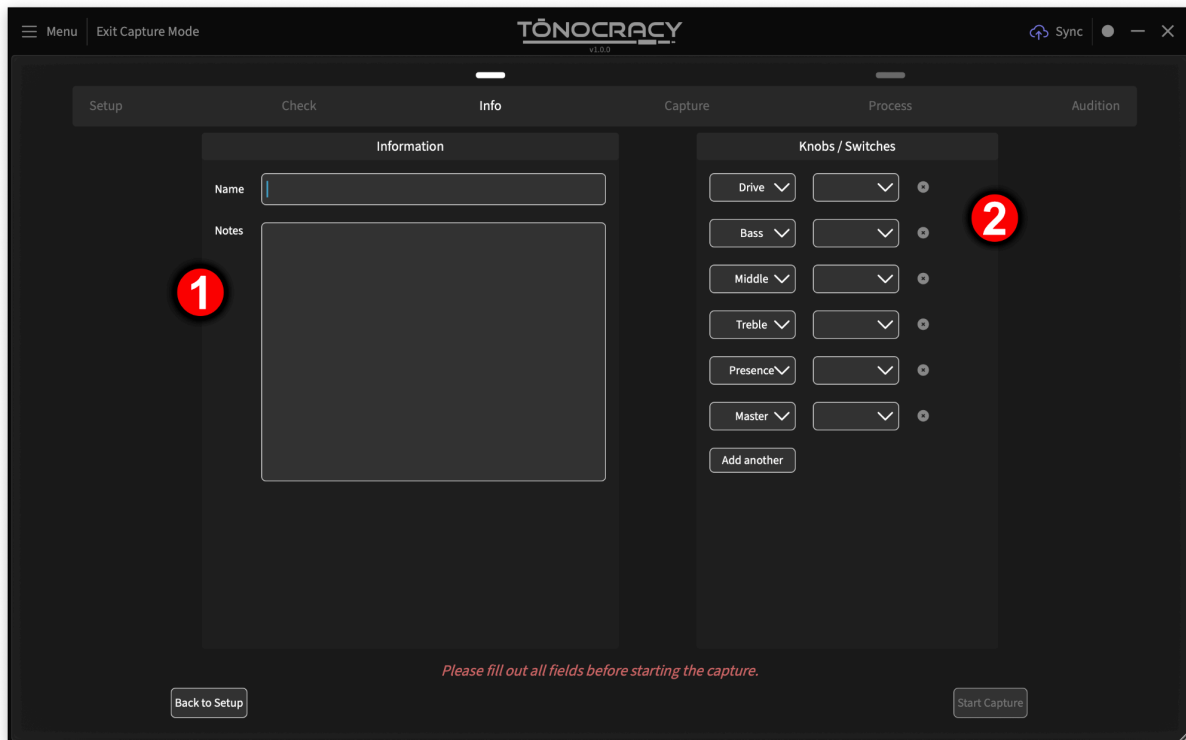 Menu Exit Capture Mode
TŌNOCRACY
v1.0.0
Sync
Setup Check Info Capture Process Audition
Information
Name
Notes
1
Knobs / Switches
Drive
Bass
Middle
Treble
Presence
Master
Add another
2
Please fill out all fields before starting the capture.
Back to Setup Start Capture